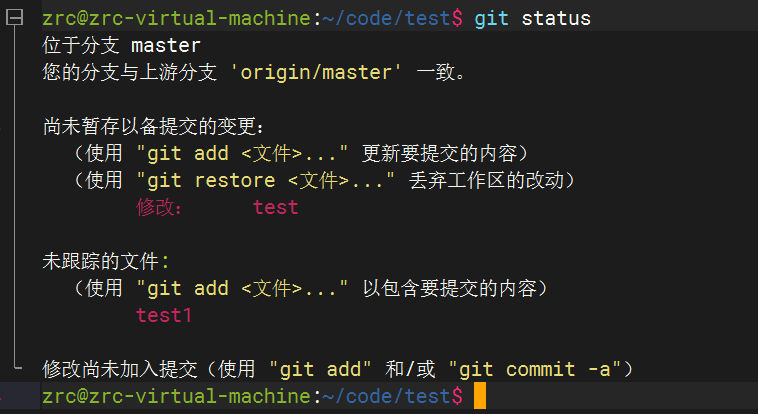 zrc@zrc-virtual-machine:~/code/test$ git status
位于分支 master
您的分支与上游分支 'origin/master' 一致。
尚未暂存以备提交的变更：
（使用 "git add <文件>..." 更新要提交的内容）
（使用 "git restore <文件>..." 丢弃工作区的改动）
修改：     test
未跟踪的文件:
（使用 "git add <文件>..." 以包含要提交的内容）
test1
修改尚未加入提交（使用 "git add" 和/或 "git commit -a"）
zrc@zrc-virtual-machine:~/code/test$